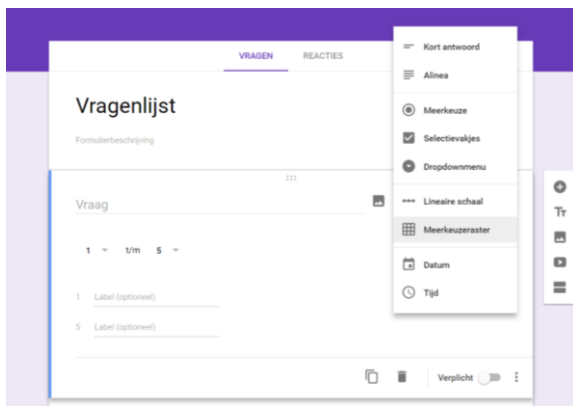 VRAGEN REACTIES
Vragenlijst
Formulierbeschrijving
Vraag
1 t/m 5
1 Label (optioneel)
5 Label (optioneel)
Verplicht
Kort antwoord
Alinea
Meerkeuze
Selectievakjes
Dropdownmenu
Lineaire schaal
Meerkeuzeraster
Datum
Tijd
Tт